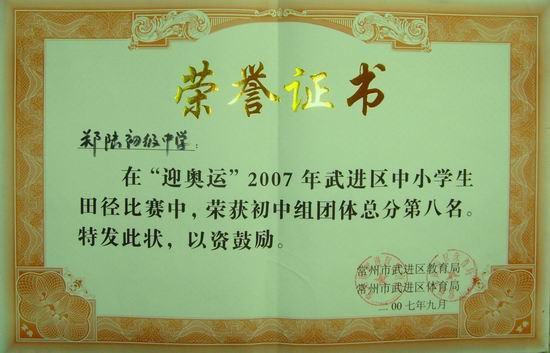 荣誉证书
郑陆初级中学：
在“迎奥运”2007年武进区中小学生
田径比赛中，荣获初中组团体总分第八名。
特发此状，以资鼓励。
常州市武进区教育局
常州市武进区体育局
二00七年九月